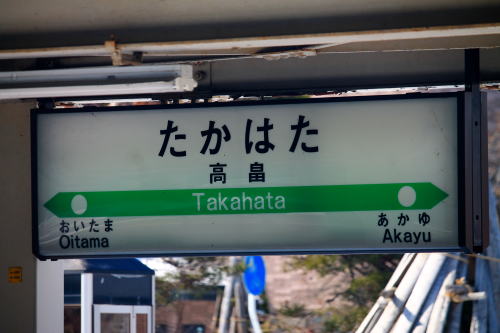 たかはた
高畠
Takahata
おいたま
Oitama
あかゆ
Akayu